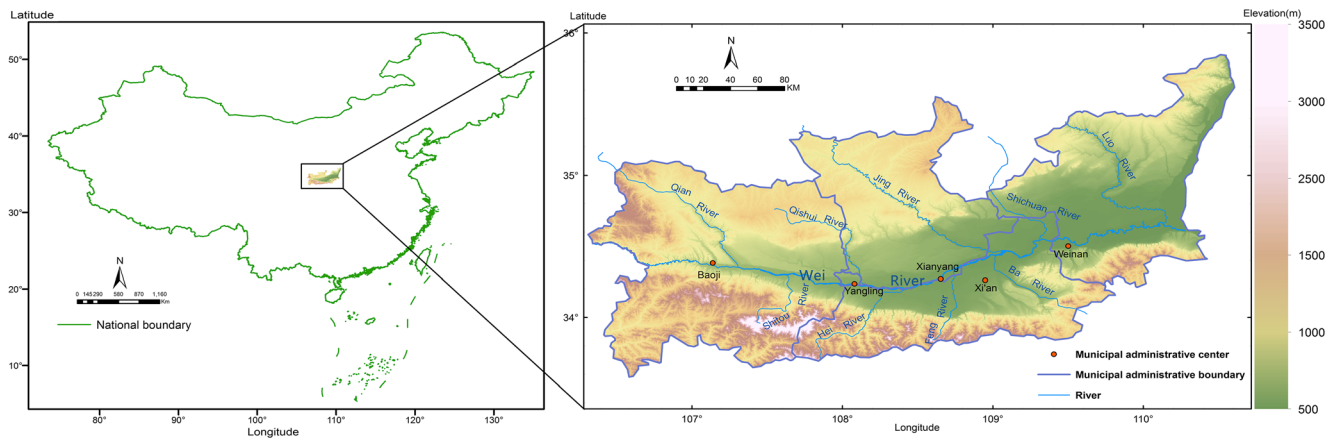 Latitude
50°
40°
30°
20°
10°
N
0 145 290 580 870 1,160
Km
National boundary
80° 90° 100° 110° 120° 130°
Longitude
Latitude
36°
35°
34°
N
0 10 20 40 60 80
KM
Luo River
Jing River
Qian River
Qishui River
Shichuan River
Wei River
Baoji
Yangling
Xianyang
Xi'an
Weinan
Ba River
Shitou River
Hei River
Feng River
Municipal administrative center
Municipal administrative boundary
River
107° 108° 109° 110°
Longitude
Elevation(m)
3500
3000
2500
1500
1000
500